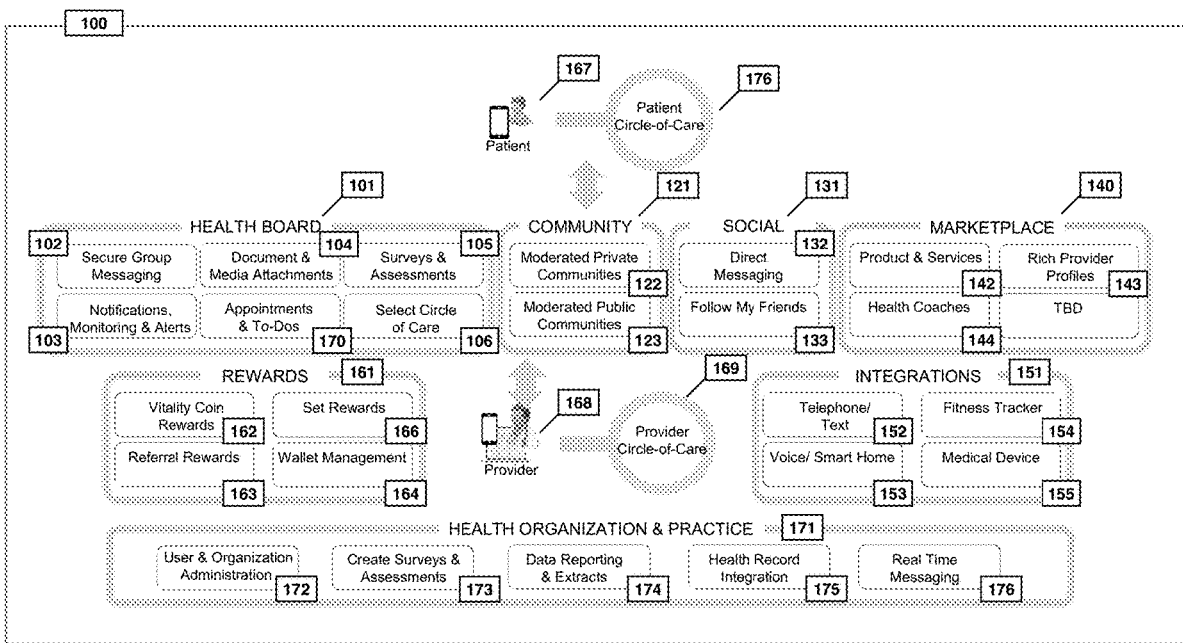 100
167
176
Patient
Circle-of-Care
Patient
101
121
131
140
HEALTH BOARD
COMMUNITY
SOCIAL
MARKETPLACE
102
104
105
132
Secure Group
Messaging
Document &
Media Attachments
Surveys &
Assessments
Moderated Private
Communities
122
Direct
Messaging
Product & Services
142
Rich Provider
Profiles
143
Notifications,
Monitoring & Alerts
103
Appointments
& To-Dos
170
Select Circle
of Care
106
Moderated Public
Communities
123
Follow My Friends
133
Health Coaches
144
TBD
REWARDS
161
168
169
INTEGRATIONS
151
Vitality Coin
Rewards
162
Set Rewards
166
Referral Rewards
163
Wallet Management
164
Provider
Provider
Circle-of-Care
Telephone/
Text
152
Fitness Tracker
154
Voice/ Smart Home
153
Medical Device
155
HEALTH ORGANIZATION & PRACTICE
171
User & Organization
Administration
172
Create Surveys &
Assessments
173
Data Reporting
& Extracts
174
Health Record
Integration
175
Real Time
Messaging
176